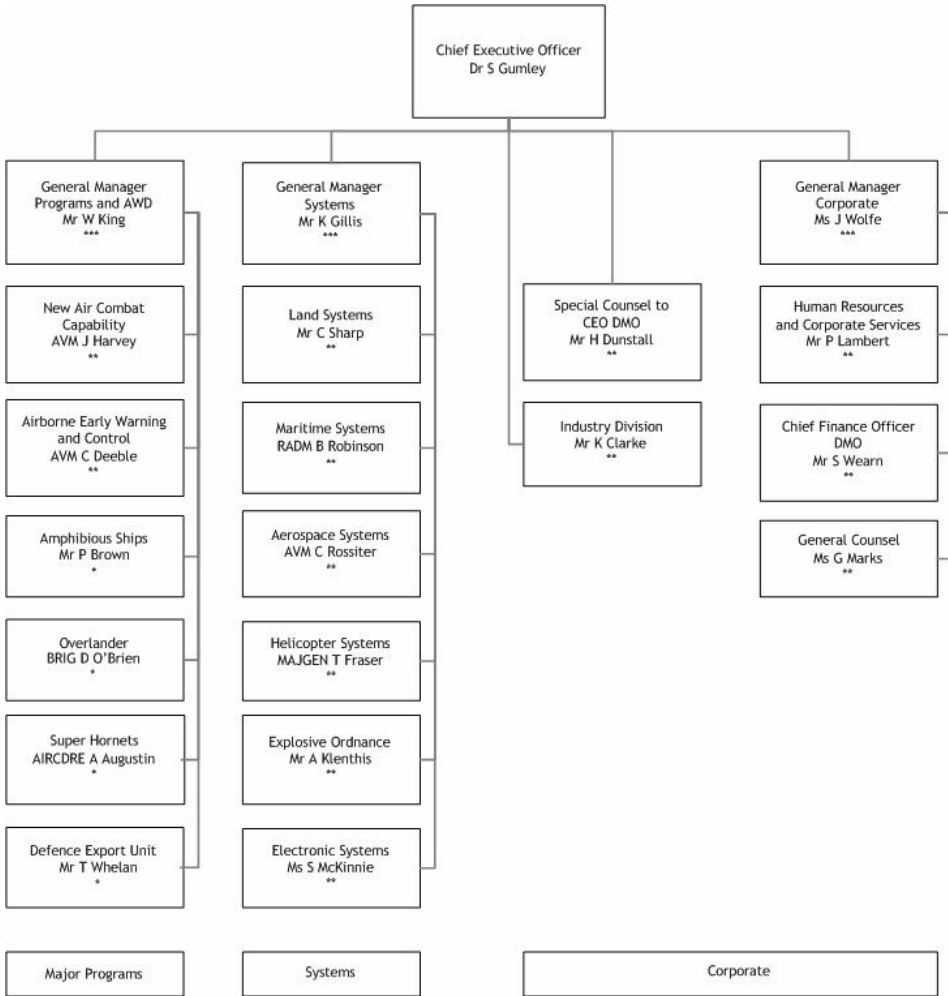 Chief Executive Officer
Dr S Gumley
General Manager
Programs and AWD
Mr W King
***
New Air Combat
Capability
AVM J Harvey
**
Airborne Early Warning
and Control
AVM C Deeble
**
Amphibious Ships
Mr P Brown
*
Overlander
BRIG D O'Brien
*
Super Hornets
AIRCDRE A Augustin
*
Defence Export Unit
Mr T Whelan
*
Major Programs
General Manager
Systems
Mr K Gillis
***
Land Systems
Mr C Sharp
**
Maritime Systems
RADM B Robinson
**
Aerospace Systems
AVM C Rossiter
**
Helicopter Systems
MAJGEN T Fraser
**
Explosive Ordnance
Mr A Klenthis
**
Electronic Systems
Ms S McKinnie
**
Systems
Special Counsel to
CEO DMO
Mr H Dunstall
**
Industry Division
Mr K Clarke
**
General Manager
Corporate
Ms J Wolfe
***
Human Resources
and Corporate Services
Mr P Lambert
**
Chief Finance Officer
DMO
Mr S Wearn
**
General Counsel
Ms G Marks
**
Corporate